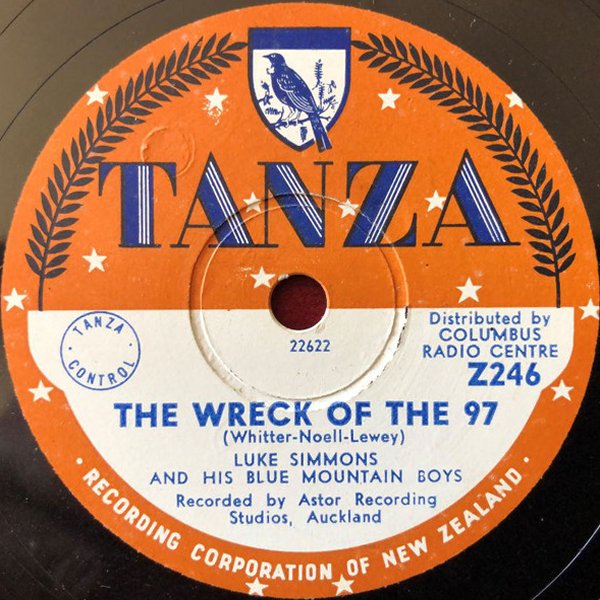 TANZA
· TANZA ·
CONTROL
22622
Distributed by
COLUMBUS
RADIO CENTRE
Z246
THE WRECK OF THE 97
(Whitter-Noell-Lewey)
LUKE SIMMONS
AND HIS BLUE MOUNTAIN BOYS
Recorded by Astor Recording
Studios, Auckland
· RECORDING CORPORATION OF NEW ZEALAND ·